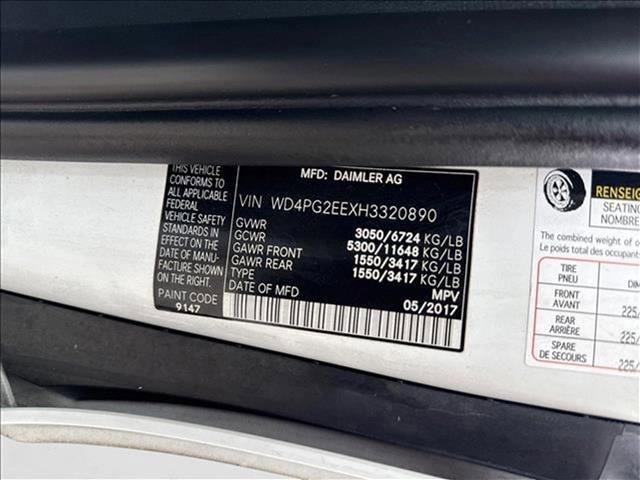 THIS VEHICLE
CONFORMS TO
ALL APPLICABLE
FEDERAL
VEHICLE SAFETY
STANDARDS IN
EFFECT ON THE
DATE OF MANU-
FACTURE SHOWN
ON THE RIGHT.
PAINT CODE
9147
MFD: DAIMLER AG
VIN WD4PG2EEXH3320890
GVWR 3050/6724 KG/LB
GCWR 5300/11648 KG/LB
GAWR FRONT 1550/3417 KG/LB
GAWR REAR 1550/3417 KG/LB
TYPE MPV
DATE OF MFD 05/2017
RENSEIG
SEATING
NOMBRE
The combined weight of o
Le poids total des occupants
TIRE
PNEU
DIM
FRONT
AVANT
225/
REAR
ARRIÈRE
225/
SPARE
DE SECOURS
225/